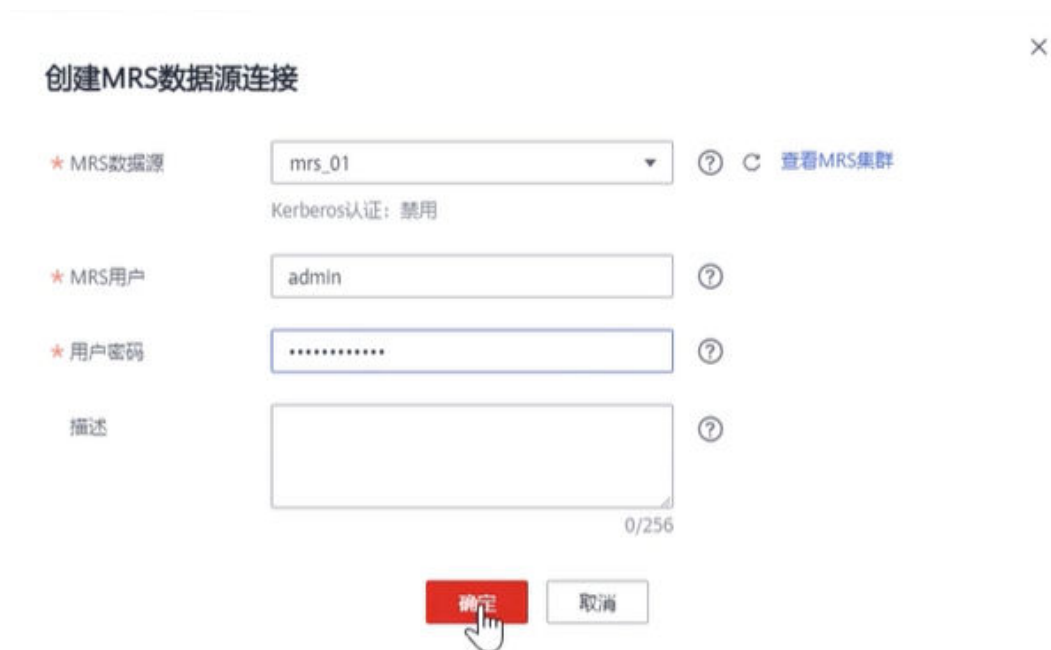 创建MRS数据源连接
* MRS数据源 mrs_01 查看MRS集群
Kerberos认证：禁用
* MRS用户 admin
* 用户密码 ••••••••••••
描述
0/256
确定 取消